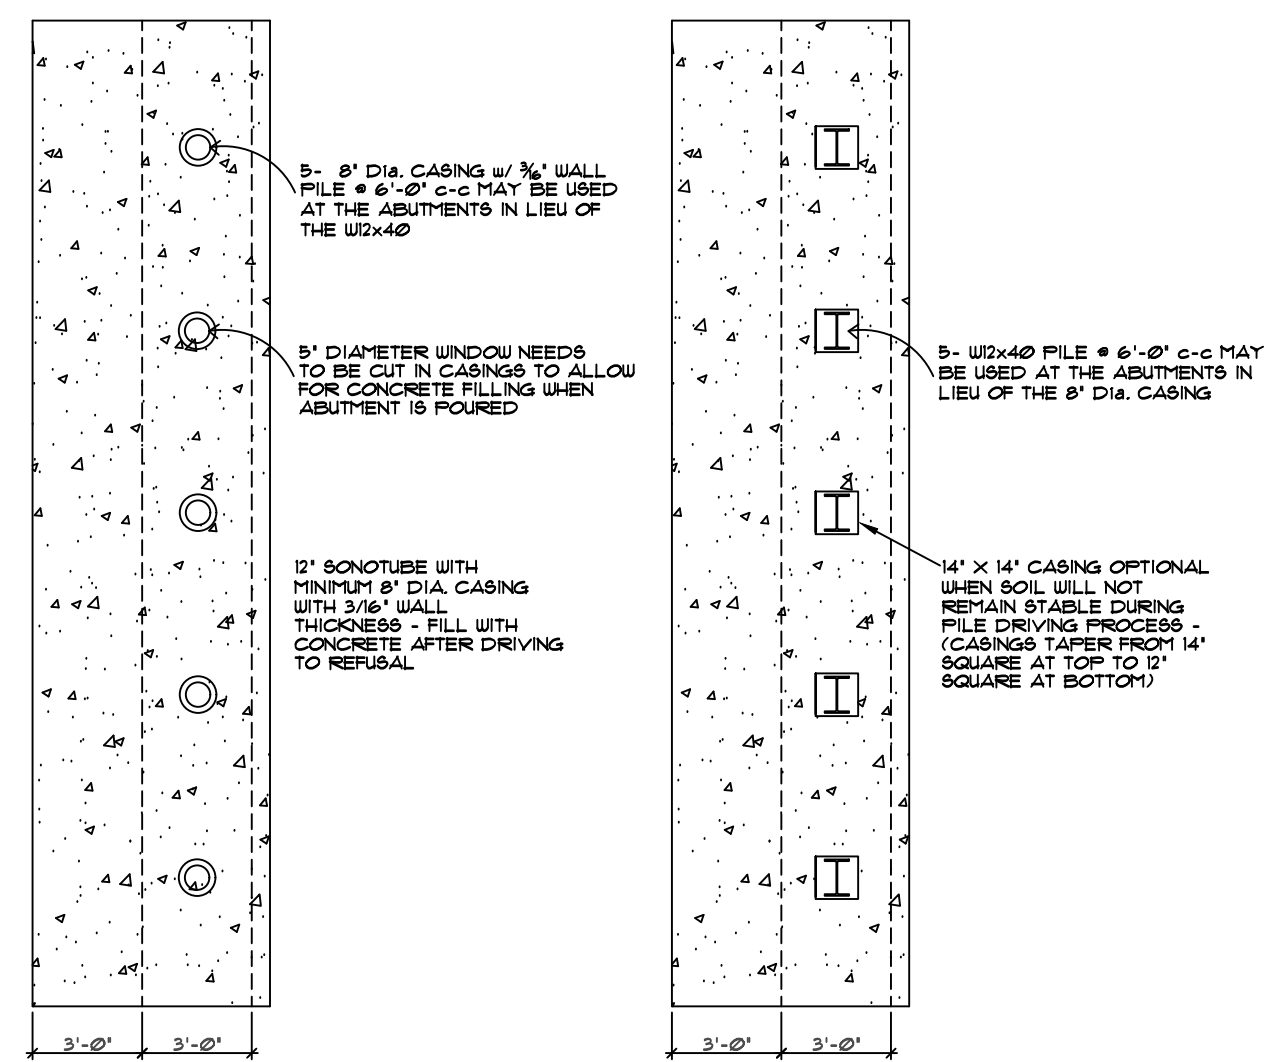 5- 8" Dia. CASING w/ 3/16" WALL
PILE @ 6'-0" c-c MAY BE USED
AT THE ABUTMENTS IN LIEU OF
THE W12x40
5" DIAMETER WINDOW NEEDS
TO BE CUT IN CASINGS TO ALLOW
FOR CONCRETE FILLING WHEN
ABUTMENT IS POURED
12" SONOTUBE WITH
MINIMUM 8" DIA. CASING
WITH 3/16" WALL
THICKNESS - FILL WITH
CONCRETE AFTER DRIVING
TO REFUSAL
3'-0" 3'-0"
5- W12x40 PILE @ 6'-0" c-c MAY
BE USED AT THE ABUTMENTS IN
LIEU OF THE 8" Dia. CASING
14" X 14" CASING OPTIONAL
WHEN SOIL WILL NOT
REMAIN STABLE DURING
PILE DRIVING PROCESS -
(CASINGS TAPER FROM 14"
SQUARE AT TOP TO 12"
SQUARE AT BOTTOM)
3'-0" 3'-0"